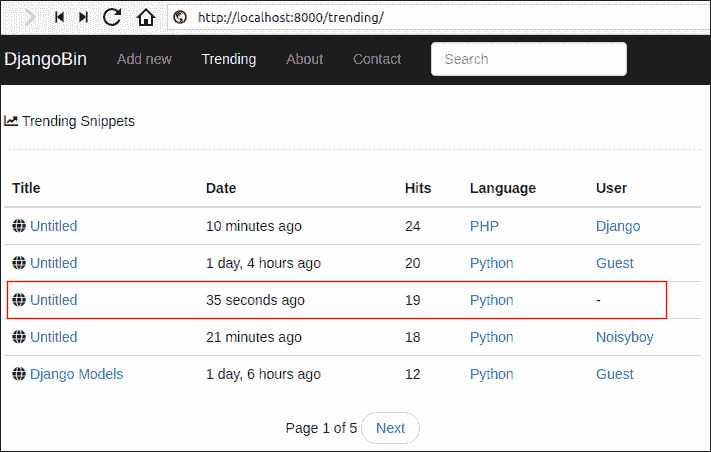 http://localhost:8000/trending/
DjangoBin Add new Trending About Contact Search
Trending Snippets
Title Date Hits Language User
Untitled 10 minutes ago 24 PHP Django
Untitled 1 day, 4 hours ago 20 Python Guest
Untitled 35 seconds ago 19 Python -
Untitled 21 minutes ago 18 Python Noisyboy
Django Models 1 day, 6 hours ago 12 Python Guest
Page 1 of 5 Next